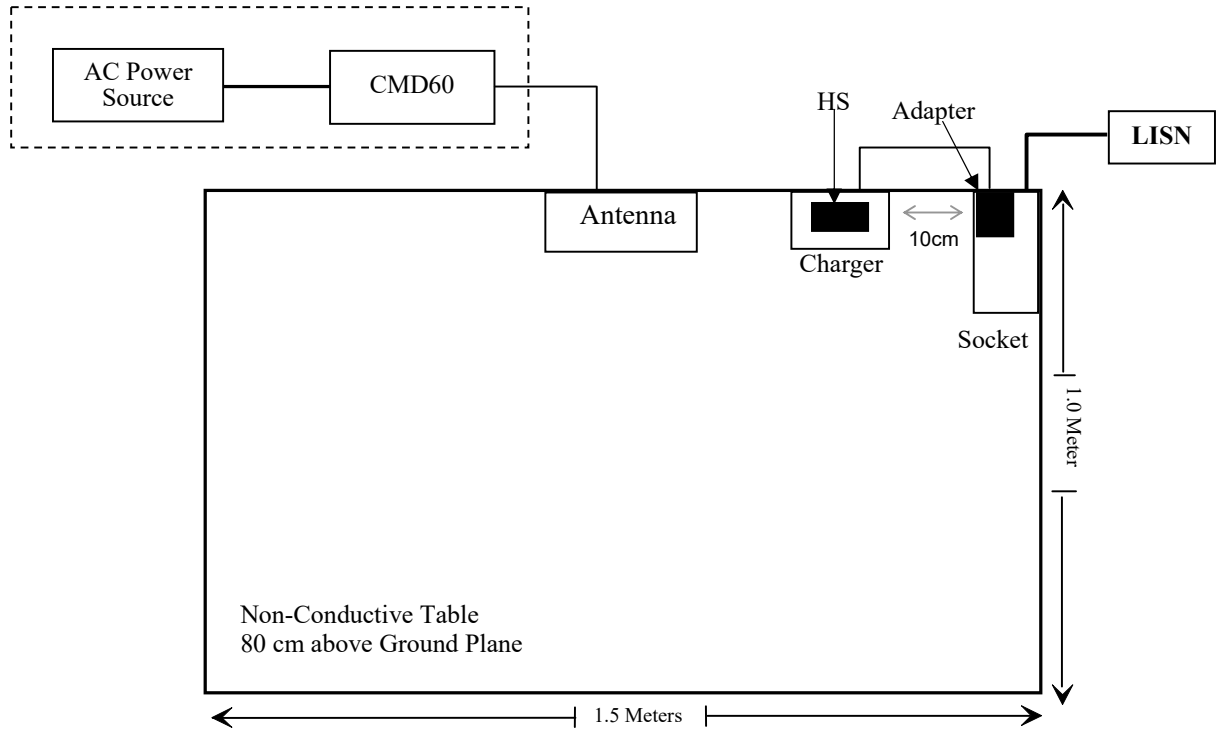 AC Power
Source
CMD60
HS
Adapter
LISN
Antenna
10cm
Charger
Socket
1.0 Meter
Non-Conductive Table
80 cm above Ground Plane
1.5 Meters